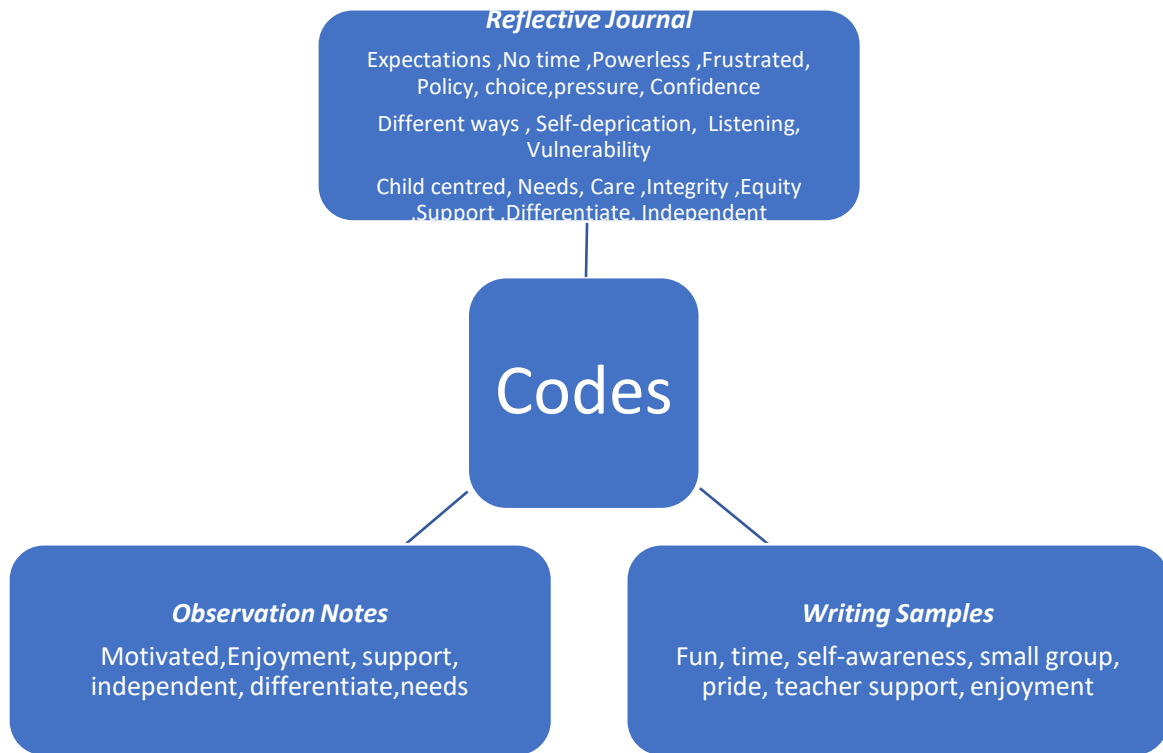 Reflective Journal
Expectations ,No time ,Powerless ,Frustrated,
Policy, choice,pressure, Confidence
Different ways , Self-deprication, Listening,
Vulnerability
Child centred, Needs, Care ,Integrity ,Equity
,Support ,Differentiate, Independent
Codes
Observation Notes
Motivated,Enjoyment, support,
independent, differentiate,needs
Writing Samples
Fun, time, self-awareness, small group,
pride, teacher support, enjoyment